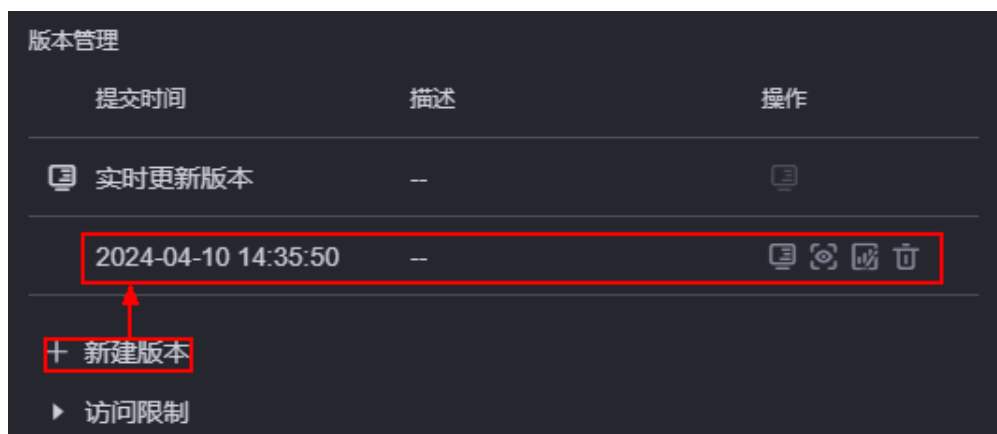 版本管理
提交时间 描述 操作
实时更新版本 --
2024-04-10 14:35:50 --
+ 新建版本
访问限制